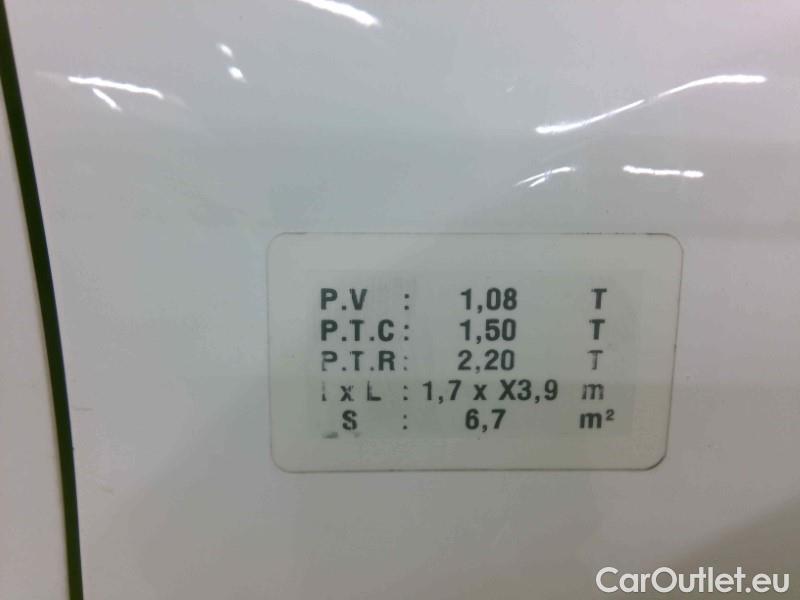 P.V : 1,08 T
P.T.C : 1,50 T
P.T.R : 2,20 T
l x L : 1,7 x X3,9 m
S : 6,7 m²
CarOutlet.eu